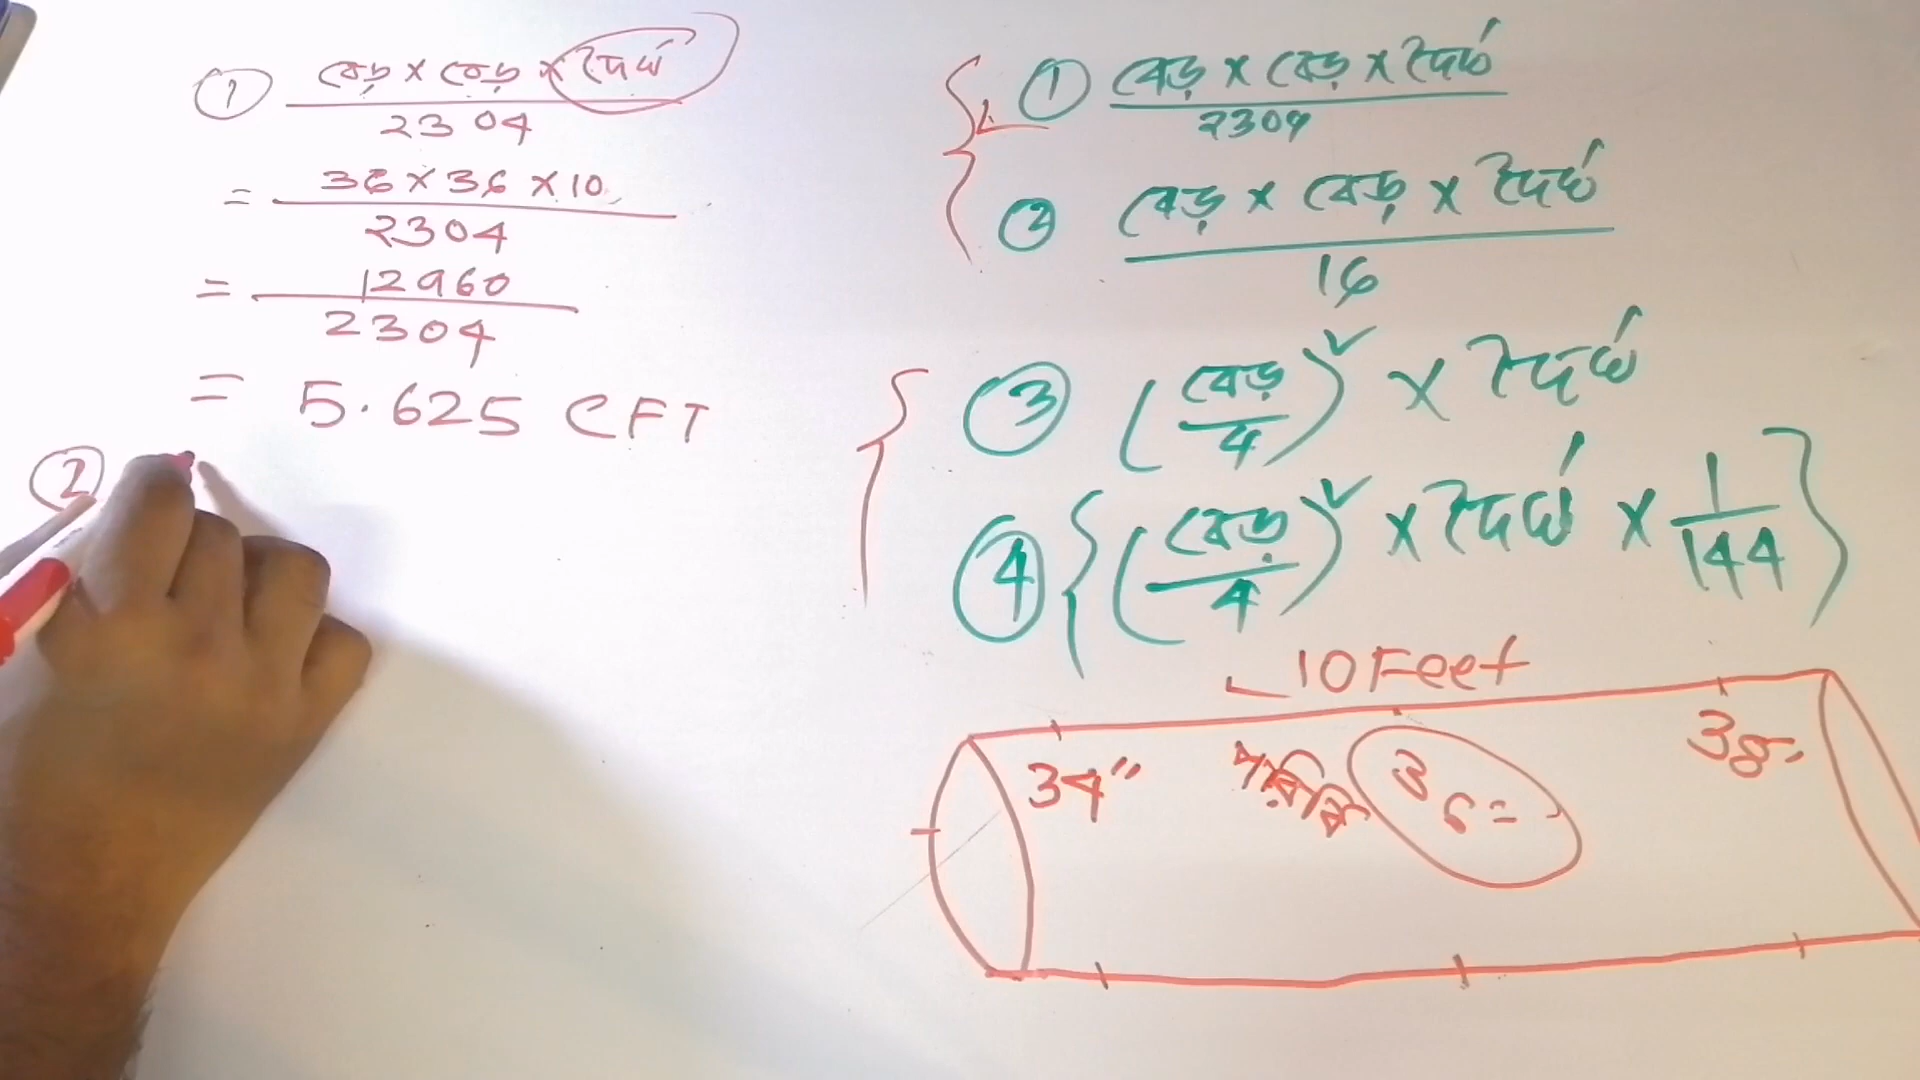 ① বেড় × বেড় × দৈর্ঘ্য
2304
= 36 × 36 × 10
2304
= 12960
2304
= 5.625 CFT
②
① বেড় × বেড় × দৈর্ঘ্য
2304
② বেড় × বেড় × দৈর্ঘ্য
16
③ (বেড়/4)² × দৈর্ঘ্য
④ {(বেড়/4)² × দৈর্ঘ্য × 1/144}
10 Feet
34" পরিধি 36" 38"